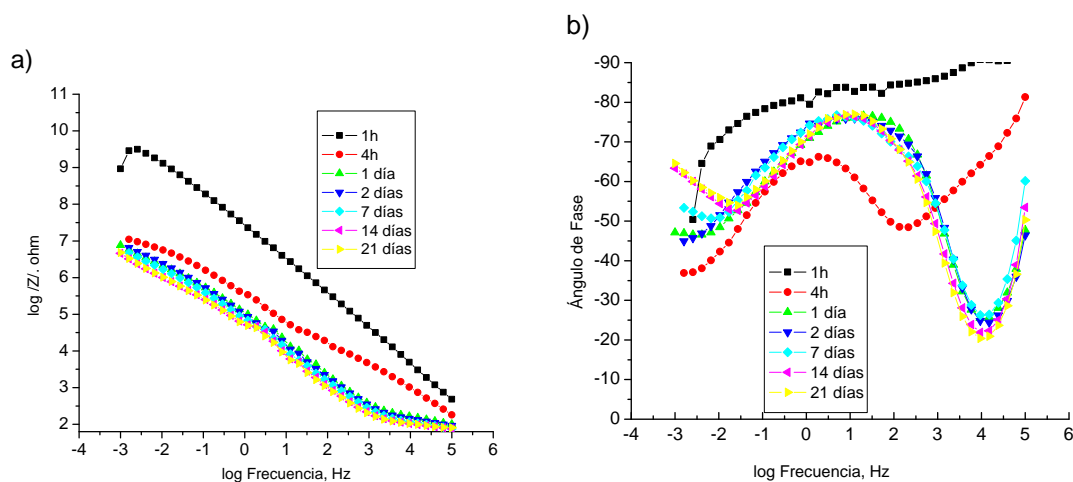 a)
log /Z/. ohm
11
10
9
8
7
6
5
4
3
2
-4 -3 -2 -1 0 1 2 3 4 5 6
log Frecuencia, Hz
1h
4h
1 día
2 días
7 días
14 días
21 días
b)
Ángulo de Fase
-90
-80
-70
-60
-50
-40
-30
-20
-10
0
-4 -3 -2 -1 0 1 2 3 4 5 6
log Frecuencia, Hz
1h
4h
1 día
2 días
7 días
14 días
21 días